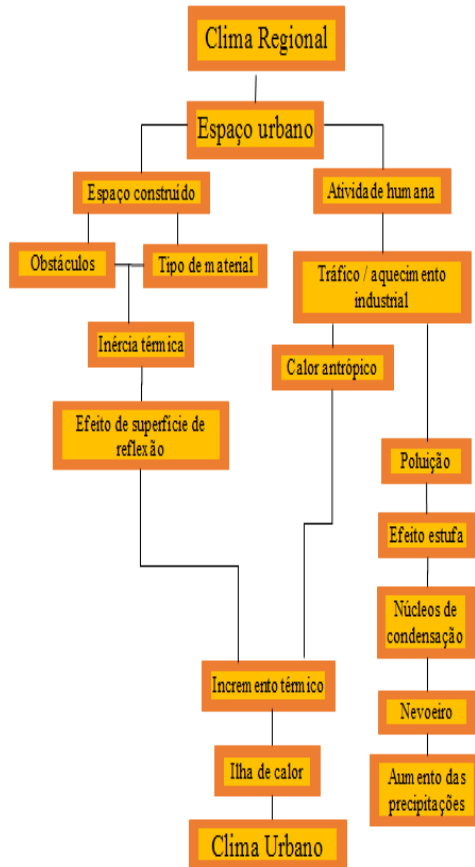 Clima Regional
Espaço urbano
Espaço construído
Atividade humana
Obstáculos
Tipo de material
Tráfico / aquecimento
industrial
Inércia térmica
Calor antrópico
Efeito de superfície de
reflexão
Poluição
Efeito estufa
Núcleos de
condensação
Incremento térmico
Nevoeiro
Ilha de calor
Aumento das
precipitações
Clima Urbano